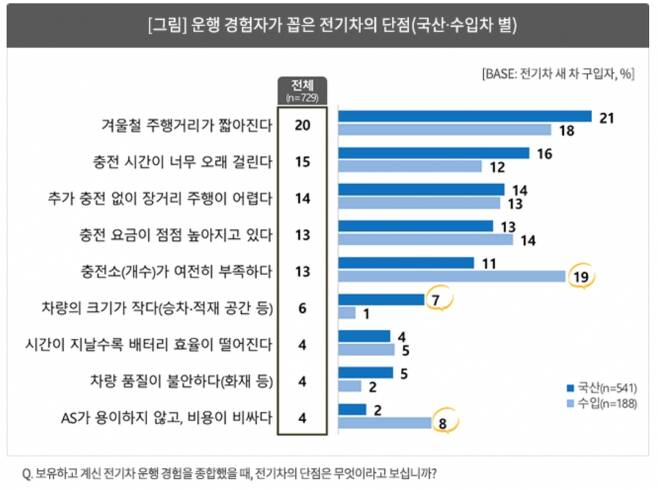 [그림] 운행 경험자가 꼽은 전기차의 단점(국산·수입차 별)
[BASE: 전기차 새 차 구입자, %]
전체
(n=729)
겨울철 주행거리가 짧아진다 20 21 18
충전 시간이 너무 오래 걸린다 15 16 12
추가 충전 없이 장거리 주행이 어렵다 14 14 13
충전 요금이 점점 높아지고 있다 13 13 14
충전소(개수)가 여전히 부족하다 13 11 19
차량의 크기가 작다(승차·적재 공간 등) 6 7 1
시간이 지날수록 배터리 효율이 떨어진다 4 4 5
차량 품질이 불안하다(화재 등) 4 5 2
AS가 용이하지 않고, 비용이 비싸다 4 2 8
국산(n=541)
수입(n=188)
Q. 보유하고 계신 전기차 운행 경험을 종합했을 때, 전기차의 단점은 무엇이라고 보십니까?